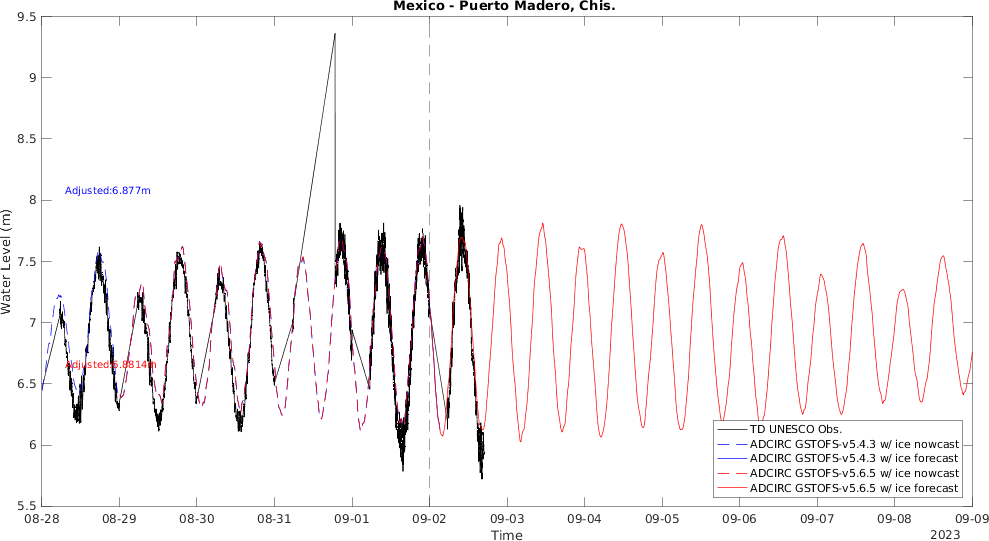 Mexico - Puerto Madero, Chis.
9.5
9
8.5
8
7.5
7
6.5
6
5.5
Water Level (m)
Adjusted:6.877m
Adjusted:6.8814m
TD UNESCO Obs.
ADCIRC GSTOFS-v5.4.3 w/ ice nowcast
ADCIRC GSTOFS-v5.4.3 w/ ice forecast
ADCIRC GSTOFS-v5.6.5 w/ ice nowcast
ADCIRC GSTOFS-v5.6.5 w/ ice forecast
08-28 08-29 08-30 08-31 09-01 09-02 09-03 09-04 09-05 09-06 09-07 09-08 09-09
Time
2023